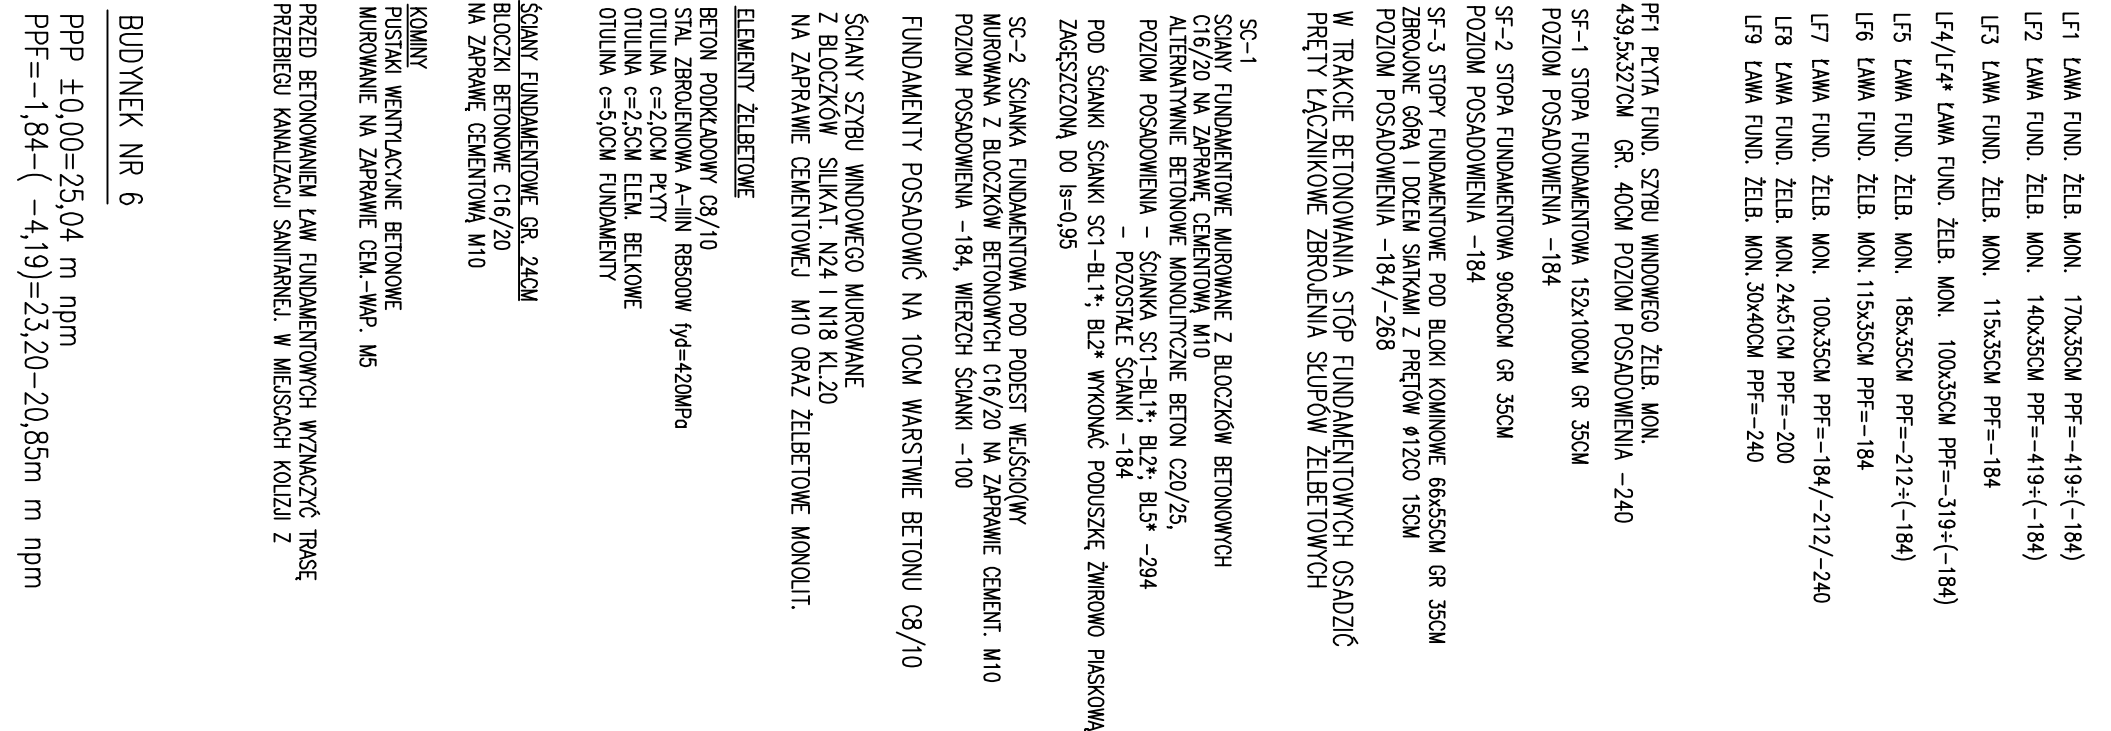 LF1 ŁAWA FUND. ŻELB. MON. 170x35CM PPF=-419÷(-184)
LF2 ŁAWA FUND. ŻELB. MON. 140x35CM PPF=-419÷(-184)
LF3 ŁAWA FUND. ŻELB. MON. 115x35CM PPF=-184
LF4/LF4* ŁAWA FUND. ŻELB. MON. 100x35CM PPF=-319÷(-184)
LF5 ŁAWA FUND. ŻELB. MON. 185x35CM PPF=-212÷(-184)
LF6 ŁAWA FUND. ŻELB. MON. 115x35CM PPF=-184
LF7 ŁAWA FUND. ŻELB. MON. 100x35CM PPF=-184/-212/-240
LF8 ŁAWA FUND. ŻELB. MON. 24x51CM PPF=-200
LF9 ŁAWA FUND. ŻELB. MON. 30x40CM PPF=-240
PF1 PŁYTA FUND. SZYBU WINDOWEGO ŻELB. MON.
439,5x327CM GR. 40CM POZIOM POSADOWIENIA -240
SF-1 STOPA FUNDAMENTOWA 152x100CM GR 35CM
POZIOM POSADOWIENIA -184
SF-2 STOPA FUNDAMENTOWA 90x60CM GR 35CM
POZIOM POSADOWIENIA -184
SF-3 STOPY FUNDAMENTOWE POD BLOKI KOMINOWE 66x55CM GR 35CM
ZBROJONE GÓRĄ I DOŁEM SIATKAMI Z PRĘTÓW ø12CO 15CM
POZIOM POSADOWIENIA -184/-268
W TRAKCIE BETONOWANIA STÓP FUNDAMENTOWYCH OSADZIĆ
PRĘTY ŁĄCZNIKOWE ZBROJENIA SŁUPÓW ŻELBETOWYCH
SC-1
SCIANY FUNDAMENTOWE MUROWANE Z BLOCZKÓW BETONOWYCH
C16/20 NA ZAPRAWĘ CEMENTOWĄ M10
ALTERNATYWNIE BETONOWE MONOLITYCZNE BETON C20/25,
POZIOM POSADOWIENIA - ŚCIANKA SC1-BL1*; BL2*; BL5* -294
- POZOSTAŁE ŚCIANKI -184
POD ŚCIANKI ŚCIANKI SC1-BL1*; BL2* WYKONAĆ PODUSZKĘ ŻWIROWO PIASKOWĄ
ZAGĘSZCZONĄ DO Is=0,95
SC-2 ŚCIANKA FUNDAMENTOWA POD PODEST WEJŚCIO(WY
MUROWANA Z BLOCZKÓW BETONOWYCH C16/20 NA ZAPRAWIE CEMENT. M10
POZIOM POSADOWIENIA -184, WIERZCH ŚCIANKI -100
FUNDAMENTY POSADOWIĆ NA 10CM WARSTWIE BETONU C8/10
ŚCIANY SZYBU WINDOWEGO MUROWANE
Z BLOCZKÓW SILIKAT. N24 I N18 KL.20
NA ZAPRAWIE CEMENTOWEJ M10 ORAZ ŻELBETOWE MONOLIT.
ELEMENTY ŻELBETOWE
BETON PODKŁADOWY C8/10
STAL ZBROJENIOWA A-IIIN RB500W fyd=420MPa
OTULINA c=2,0CM PŁYTY
OTULINA c=2,5CM ELEM. BELKOWE
OTULINA c=5,0CM FUNDAMENTY
ŚCIANY FUNDAMENTOWE GR. 24CM
BLOCZKI BETONOWE C16/20
NA ZAPRAWĘ CEMENTOWĄ M10
KOMINY
PUSTAKI WENTYLACYJNE BETONOWE
MUROWANIE NA ZAPRAWIE CEM.-WAP. M5
PRZED BETONOWANIEM ŁAW FUNDAMENTOWYCH WYZNACZYĆ TRASĘ
PRZEBIEGU KANALIZACJI SANITARNEJ. W MIEJSCACH KOLIZJI Z
BUDYNEK NR 6
PPP ±0,00=25,04 m npm
PPF=-1,84-( -4,19)=23,20-20,85m m npm